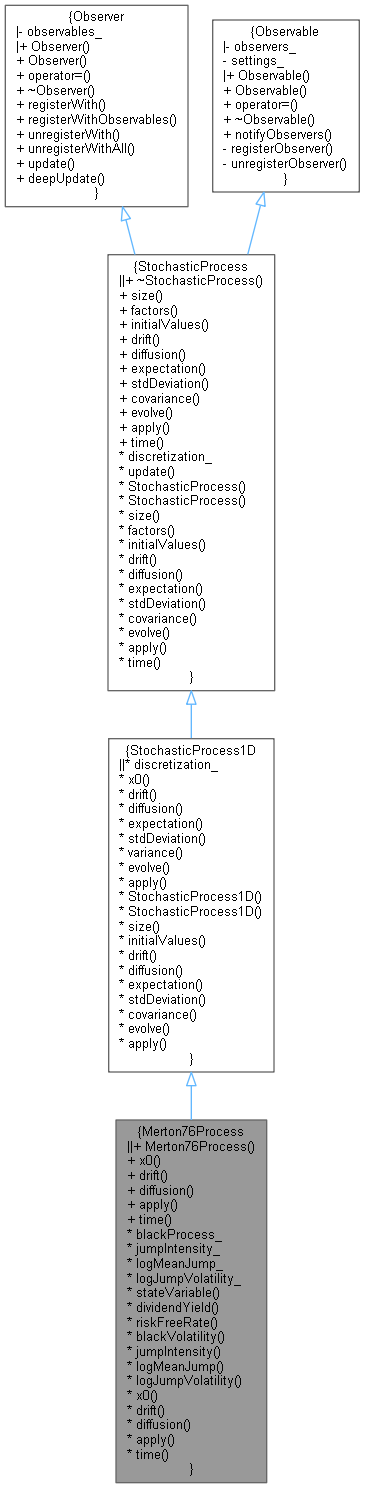 {Observer
|- observables_
|+ Observer()
+ Observer()
+ operator=()
+ ~Observer()
+ registerWith()
+ registerWithObservables()
+ unregisterWith()
+ unregisterWithAll()
+ update()
+ deepUpdate()
}
{Observable
|- observers_
- settings_
|+ Observable()
+ Observable()
+ operator=()
+ ~Observable()
+ notifyObservers()
- registerObserver()
- unregisterObserver()
}
{StochasticProcess
||+ ~StochasticProcess()
+ size()
+ factors()
+ initialValues()
+ drift()
+ diffusion()
+ expectation()
+ stdDeviation()
+ covariance()
+ evolve()
+ apply()
+ time()
* discretization_
* update()
* StochasticProcess()
* StochasticProcess()
* size()
* factors()
* initialValues()
* drift()
* diffusion()
* expectation()
* stdDeviation()
* covariance()
* evolve()
* apply()
* time()
}
{StochasticProcess1D
||* discretization_
* x0()
* drift()
* diffusion()
* expectation()
* stdDeviation()
* variance()
* evolve()
* apply()
* StochasticProcess1D()
* StochasticProcess1D()
* size()
* initialValues()
* drift()
* diffusion()
* expectation()
* stdDeviation()
* covariance()
* evolve()
* apply()
}
{Merton76Process
||+ Merton76Process()
+ x0()
+ drift()
+ diffusion()
+ apply()
+ time()
* blackProcess_
* jumpIntensity_
* logMeanJump_
* logJumpVolatility_
* stateVariable()
* dividendYield()
* riskFreeRate()
* blackVolatility()
* jumpIntensity()
* logMeanJump()
* logJumpVolatility()
* x0()
* drift()
* diffusion()
* apply()
* time()
}